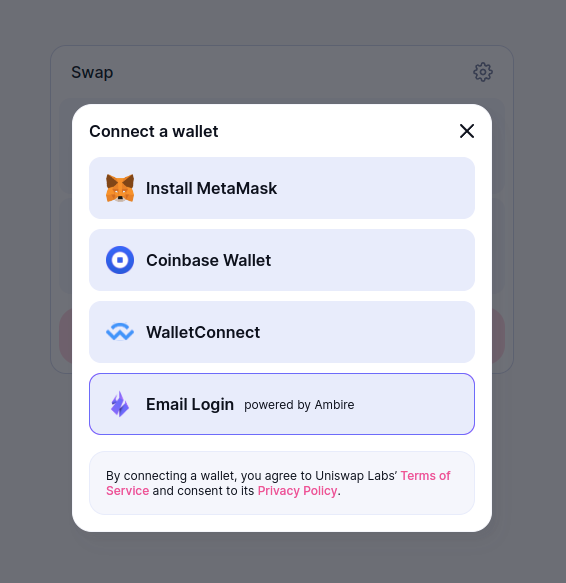 Swap
Connect a wallet
Install MetaMask
Coinbase Wallet
WalletConnect
Email Login powered by Ambire
By connecting a wallet, you agree to Uniswap Labs’ Terms of
Service and consent to its Privacy Policy.